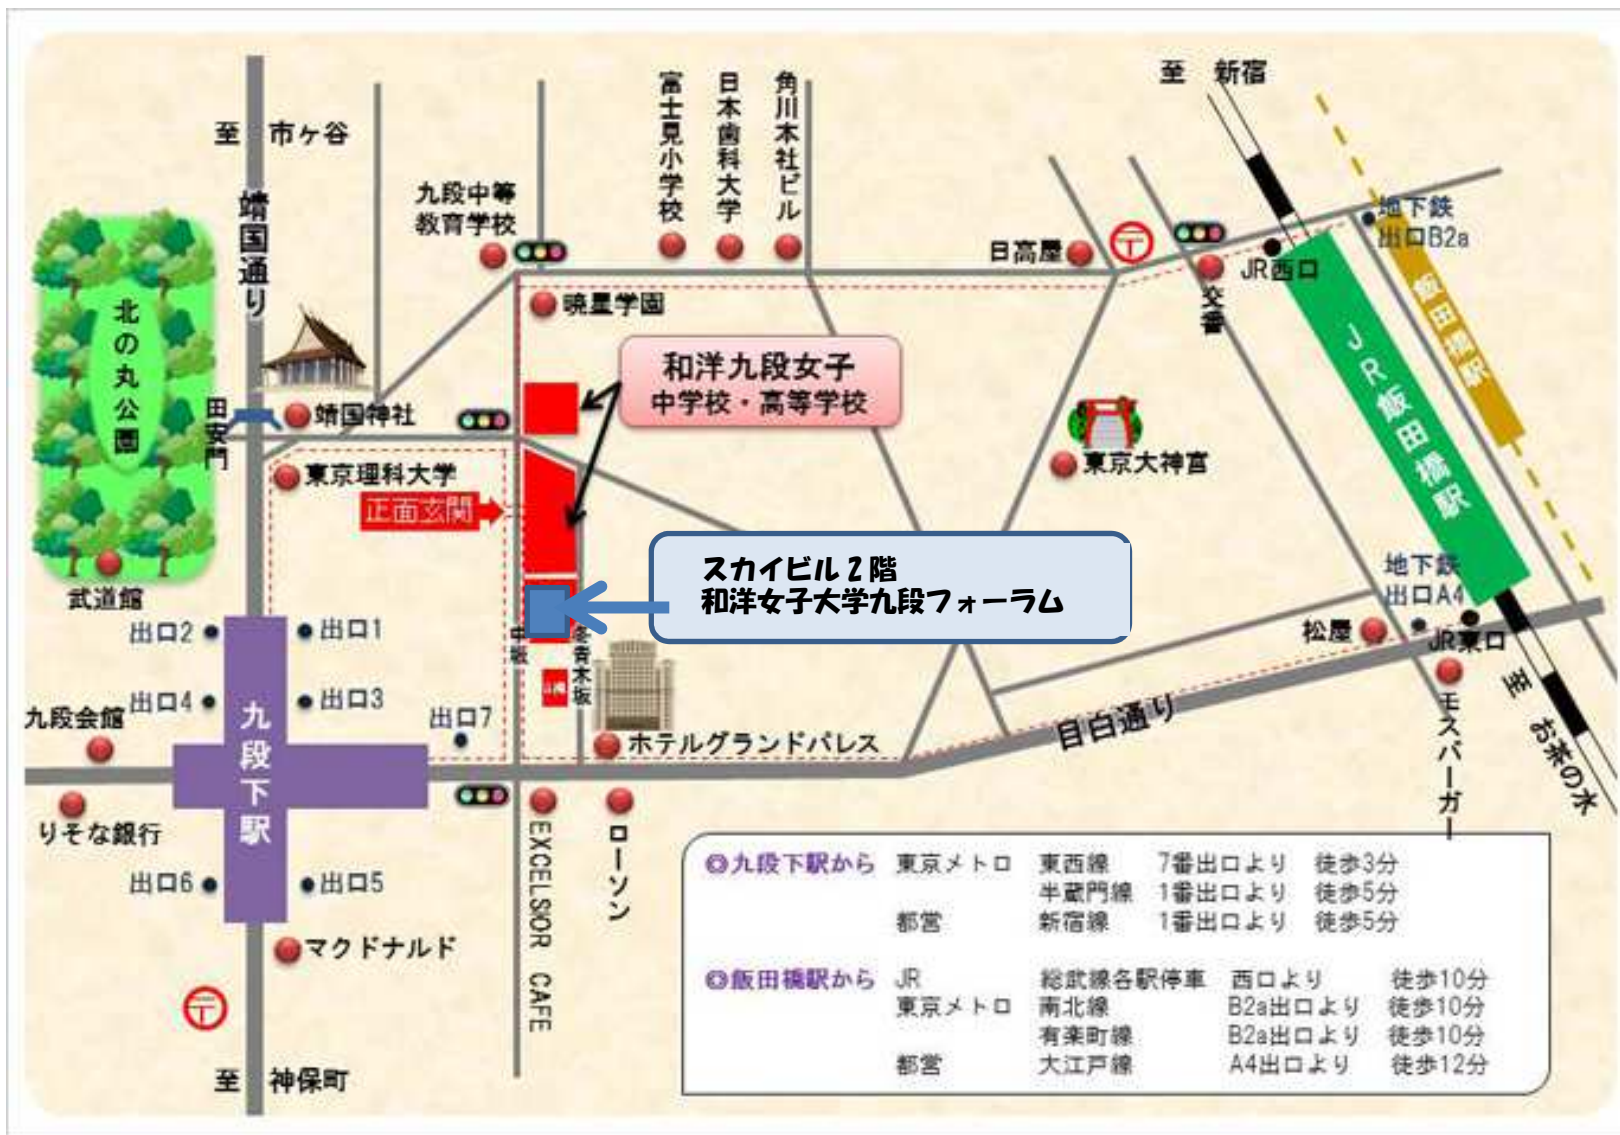 至 新宿
至 市ヶ谷
靖国通り
九段中等
教育学校
富士見小学校
日本歯科大学
角川本社ビル
日高屋
〒
交番
JR西口
地下鉄
出口B2a
飯田橋駅
JR飯田橋駅
北の丸公園
田安門
靖国神社
暁星学園
和洋九段女子
中学校・高等学校
東京大神宮
東京理科大学
正面玄関
スカイビル2階
和洋女子大学九段フォーラム
武道館
出口2
出口1
中坂
冬青木坂
地下鉄
出口A4
松屋
JR東口
至 お茶の水
モスバーガー
目白通り
九段会館
出口4
出口3
出口7
九段下駅
ホテルグランドパレス
りそな銀行
出口6
出口5
EXCELSIOR CAFE
ローソン
マクドナルド
〒
至 神保町
◎九段下駅から 東京メトロ 東西線 7番出口より 徒歩3分
半蔵門線 1番出口より 徒歩5分
都営 新宿線 1番出口より 徒歩5分
◎飯田橋駅から JR 総武線各駅停車 西口より 徒歩10分
東京メトロ 南北線 B2a出口より 徒歩10分
有楽町線 B2a出口より 徒歩10分
都営 大江戸線 A4出口より 徒歩12分